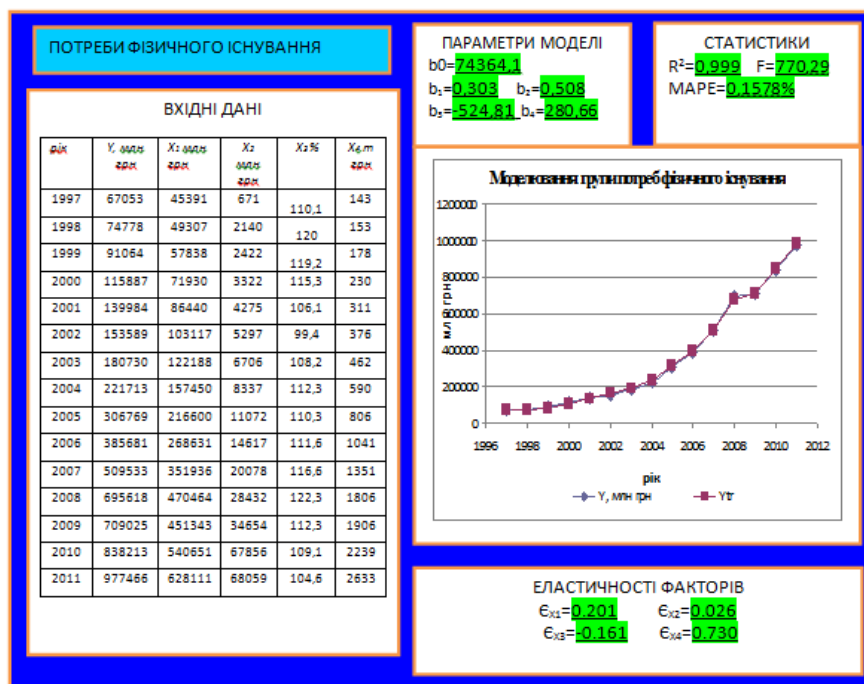 ПОТРЕБИ ФІЗИЧНОГО ІСНУВАННЯ
ВХІДНІ ДАНІ
рік Y, млн грн X₁ млн грн X₂ млн грн X₃% X₄,т грн
1997 67053 45391 671 110,1 143
1998 74778 49307 2140 120 153
1999 91064 57838 2422 119,2 178
2000 115887 71930 3322 115,3 230
2001 139984 86440 4275 106,1 311
2002 153589 103117 5297 99,4 376
2003 180730 122188 6706 108,2 462
2004 221713 157450 8337 112,3 590
2005 306769 216600 11072 110,3 806
2006 385681 268631 14617 111,6 1041
2007 509533 351936 20078 116,6 1351
2008 695618 470464 28432 122,3 1806
2009 709025 451343 34654 112,3 1906
2010 838213 540651 67856 109,1 2239
2011 977466 628111 68059 104,6 2633
ПАРАМЕТРИ МОДЕЛІ
b0=74364,1
b₁=0,303 b₂=0,508
b₃=-524,81 b₄=280,66
СТАТИСТИКИ
R²=0,999 F=770,29
MAPE=0,1578%
Моделювання групи потреб фізичного існування
млн грн
1200000
1000000
800000
600000
400000
200000
0
1996 1998 2000 2002 2004 2006 2008 2010 2012
рік
Y, млн грн Ytr
ЕЛАСТИЧНОСТІ ФАКТОРІВ
Єx1=0.201 Єx2=0.026
Єx3=-0.161 Єx4=0.730